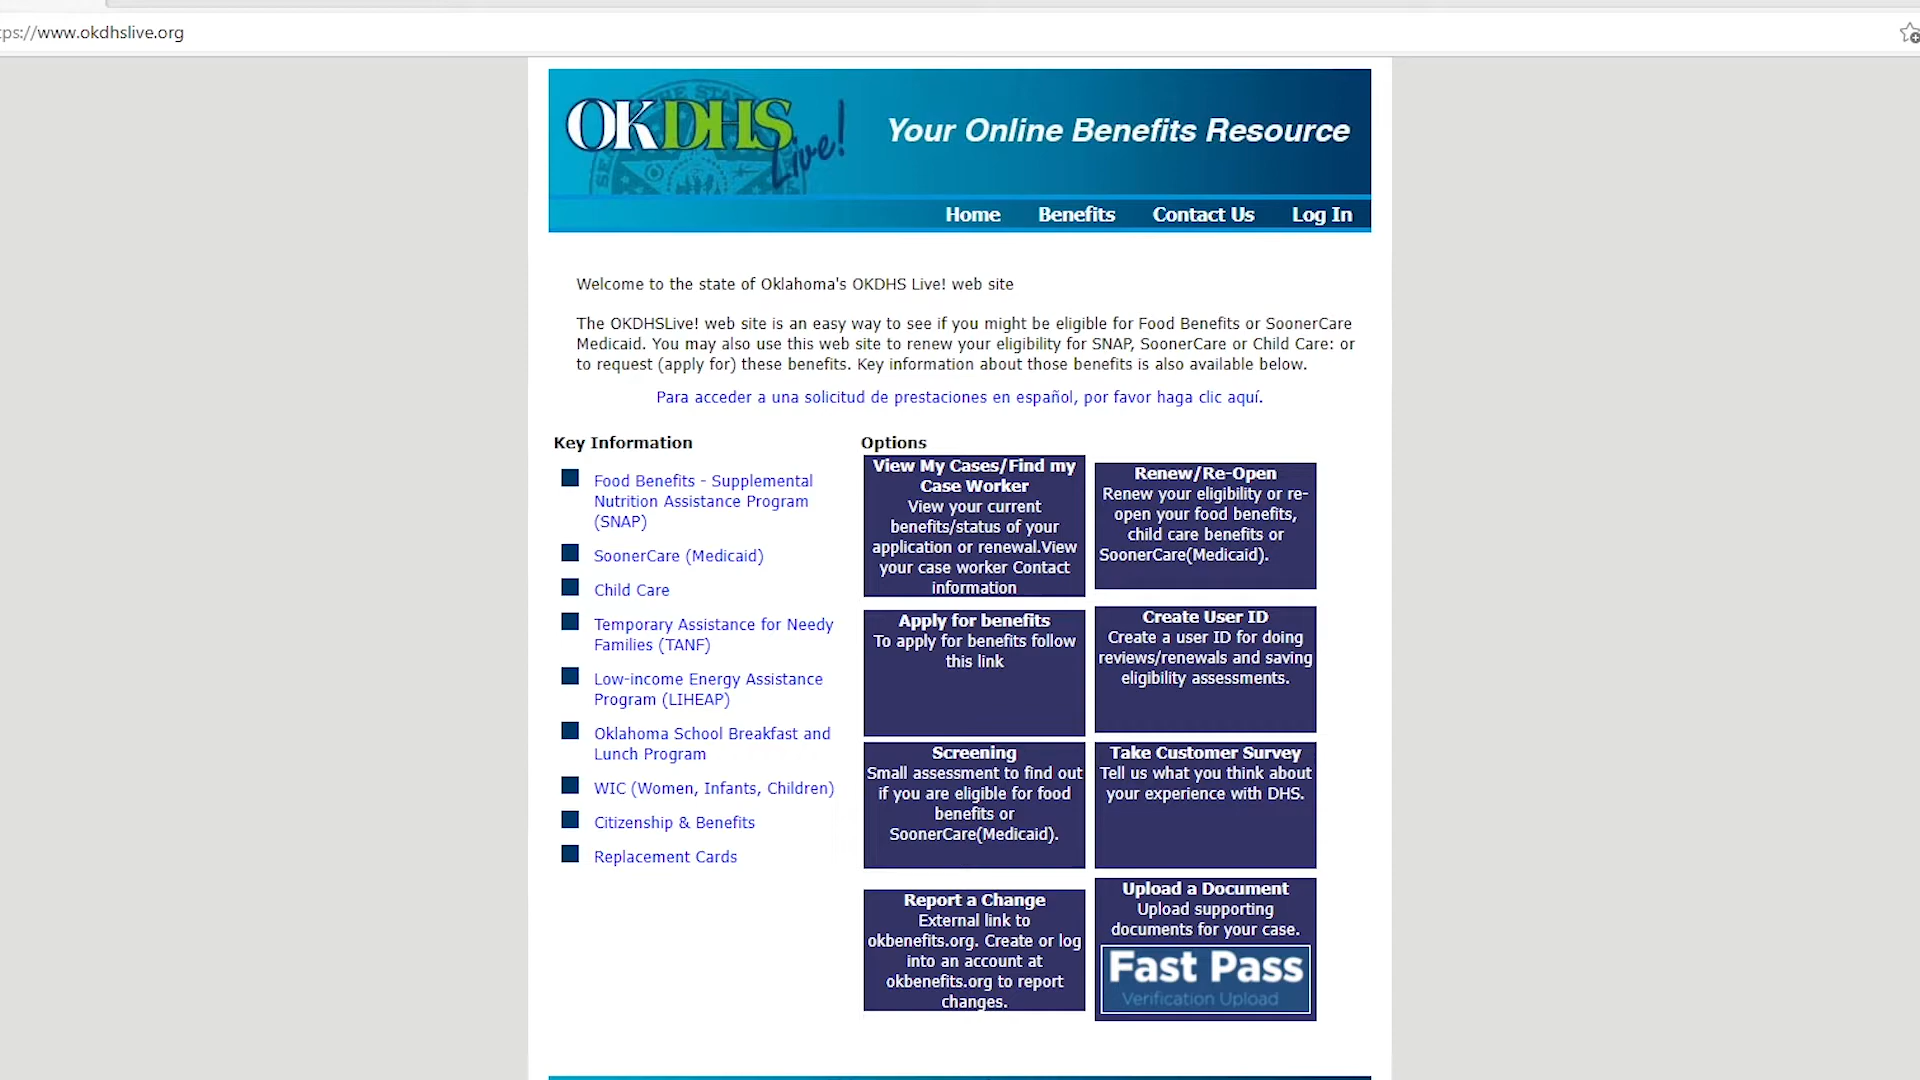 tps://www.okdhslive.org
OKDHS Live!
Your Online Benefits Resource
Home Benefits Contact Us Log In
Welcome to the state of Oklahoma's OKDHS Live! web site
The OKDHSLive! web site is an easy way to see if you might be eligible for Food Benefits or SoonerCare
Medicaid. You may also use this web site to renew your eligibility for SNAP, SoonerCare or Child Care: or
to request (apply for) these benefits. Key information about those benefits is also available below.
Para acceder a una solicitud de prestaciones en español, por favor haga clic aquí.
Key Information
Food Benefits - Supplemental
Nutrition Assistance Program
(SNAP)
SoonerCare (Medicaid)
Child Care
Temporary Assistance for Needy
Families (TANF)
Low-income Energy Assistance
Program (LIHEAP)
Oklahoma School Breakfast and
Lunch Program
WIC (Women, Infants, Children)
Citizenship & Benefits
Replacement Cards
Options
View My Cases/Find my
Case Worker
View your current
benefits/status of your
application or renewal.View
your case worker Contact
information
Renew/Re-Open
Renew your eligibility or re-
open your food benefits,
child care benefits or
SoonerCare(Medicaid).
Apply for benefits
To apply for benefits follow
this link
Create User ID
Create a user ID for doing
reviews/renewals and saving
eligibility assessments.
Screening
Small assessment to find out
if you are eligible for food
benefits or
SoonerCare(Medicaid).
Take Customer Survey
Tell us what you think about
your experience with DHS.
Report a Change
External link to
okbenefits.org. Create or log
into an account at
okbenefits.org to report
changes.
Upload a Document
Upload supporting
documents for your case.
Fast Pass
Verification Upload